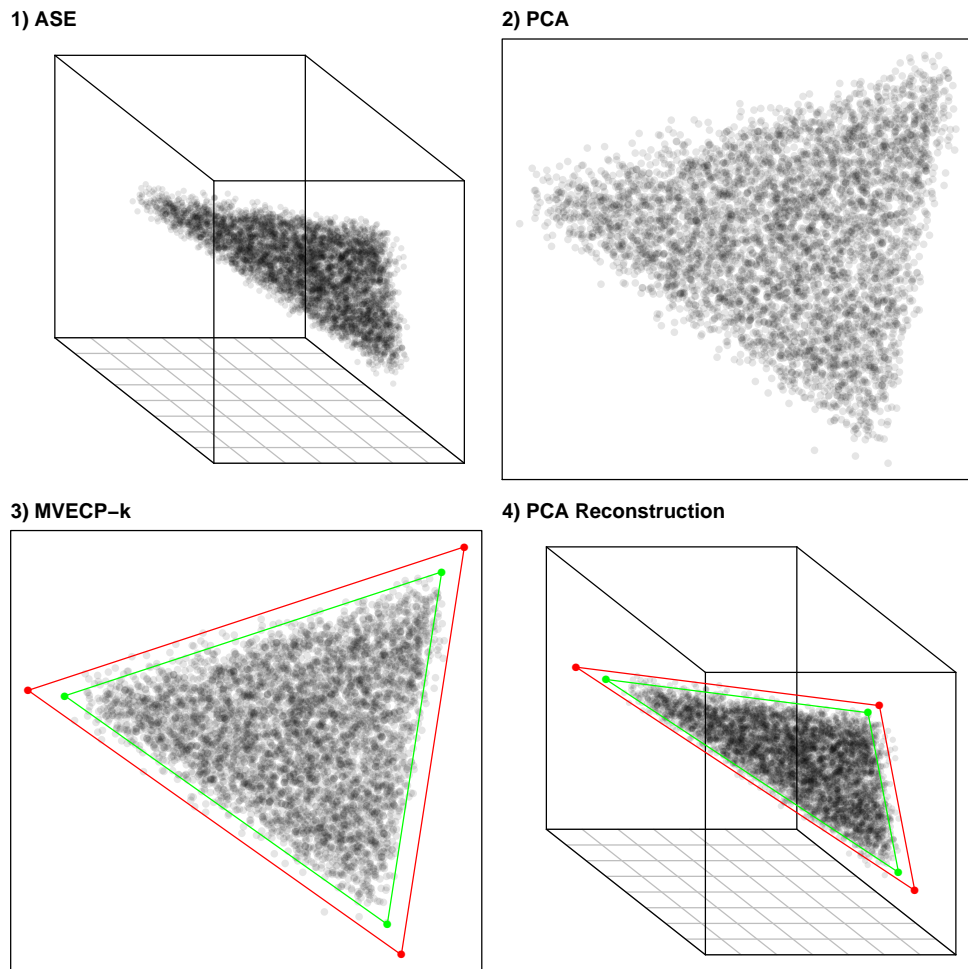 1) ASE
2) PCA
3) MVECP−k
4) PCA Reconstruction